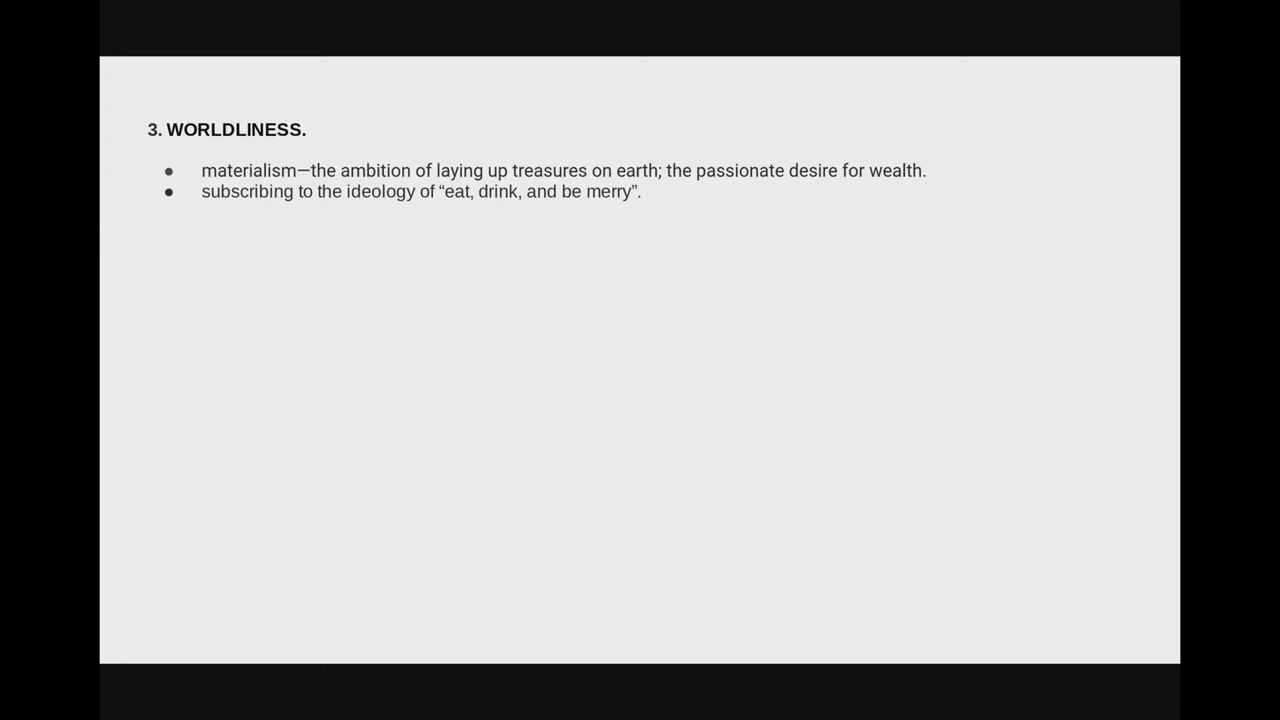 3. WORLDLINESS.
● materialism—the ambition of laying up treasures on earth; the passionate desire for wealth.
● subscribing to the ideology of “eat, drink, and be merry”.